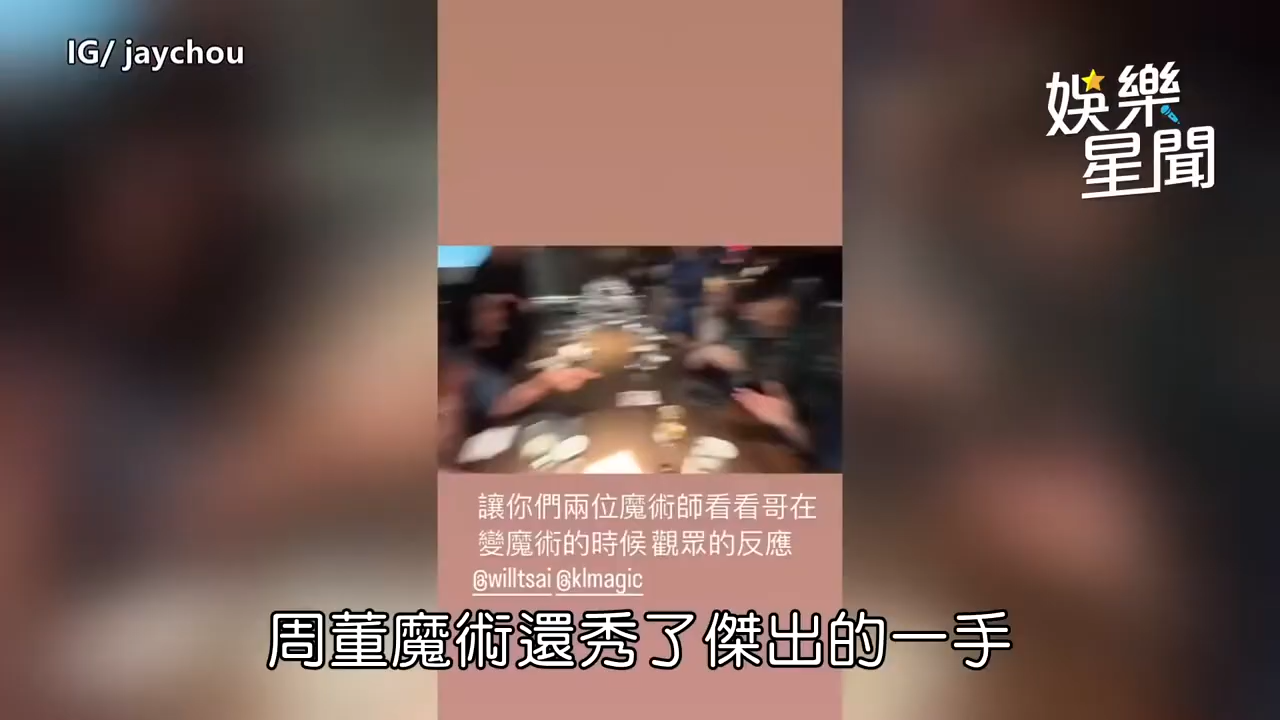 IG/ jaychou
娛樂
星聞
讓你們兩位魔術師看看哥在
變魔術的時候 觀眾的反應
@willtsai @klmagic
周董魔術還秀了傑出的一手